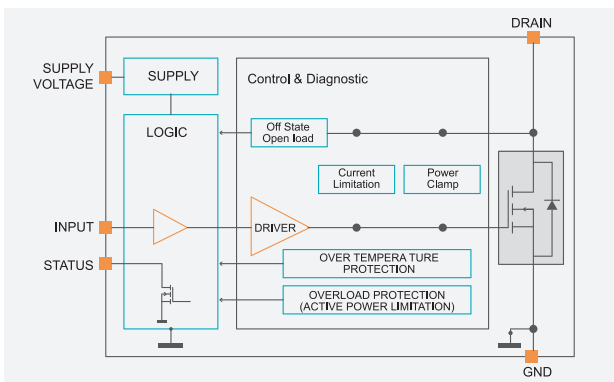 DRAIN
SUPPLY
VOLTAGE
SUPPLY
Control & Diagnostic
LOGIC
Off State
Open load
Current
Limitation
Power
Clamp
INPUT
DRIVER
STATUS
OVER TEMPERA TURE
PROTECTION
OVERLOAD PROTECTION
(ACTIVE POWER LIMITATION)
GND